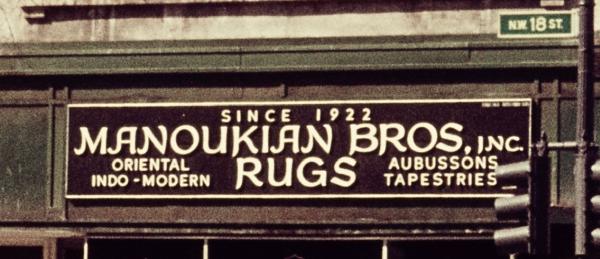 N.W. 18 ST.
SINCE 1922
MANOUKIAN BROS, INC.
ORIENTAL
INDO-MODERN
RUGS
AUBUSSONS
TAPESTRIES